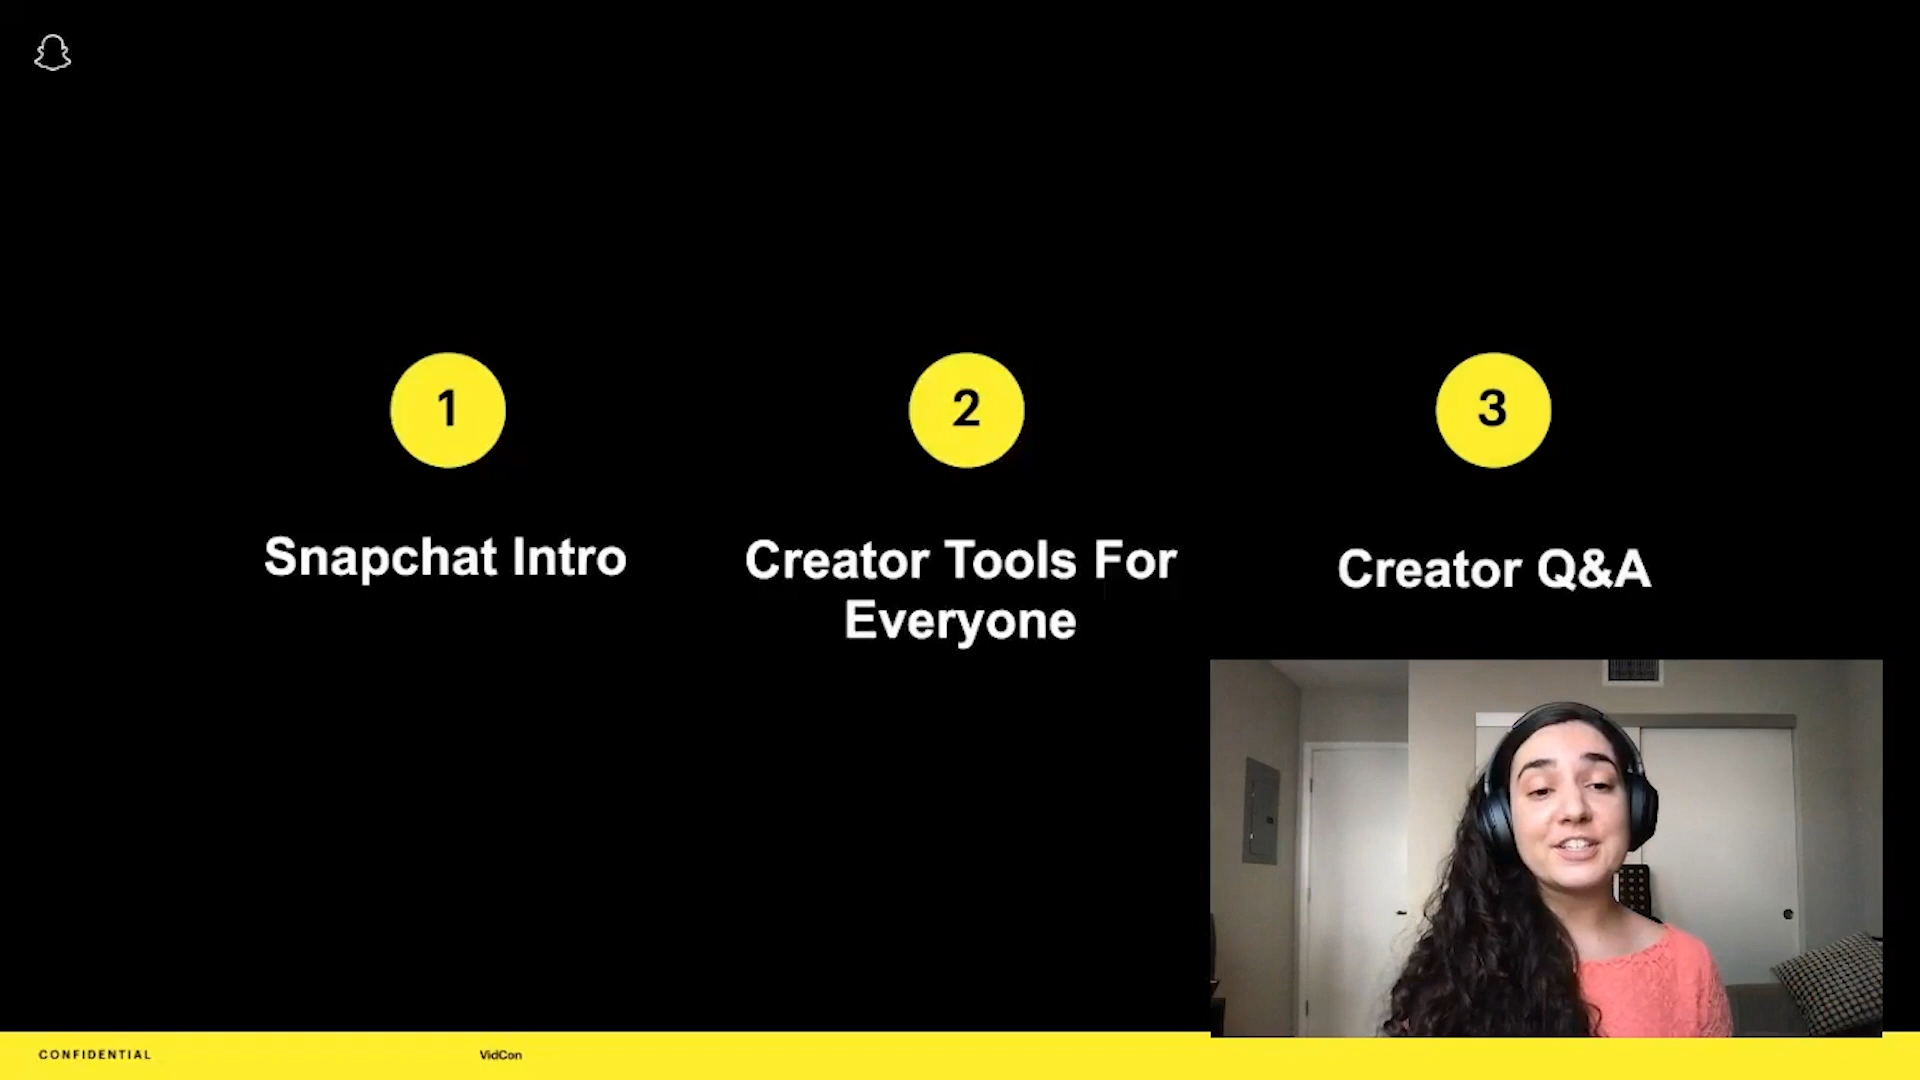 1
2
3
Snapchat Intro
Creator Tools For
Everyone
Creator Q&A
CONFIDENTIAL
VidCon